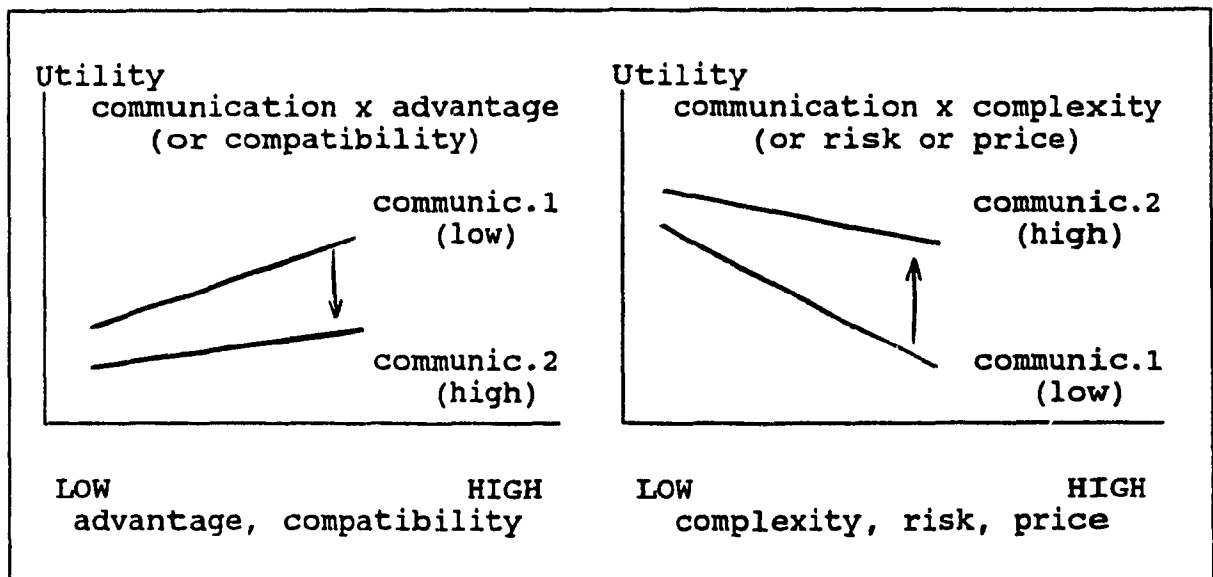 Utility
communication x advantage
(or compatibility)
communic.1
(low)
communic.2
(high)
LOW HIGH
advantage, compatibility
Utility
communication x complexity
(or risk or price)
communic.2
(high)
communic.1
(low)
LOW HIGH
complexity, risk, price